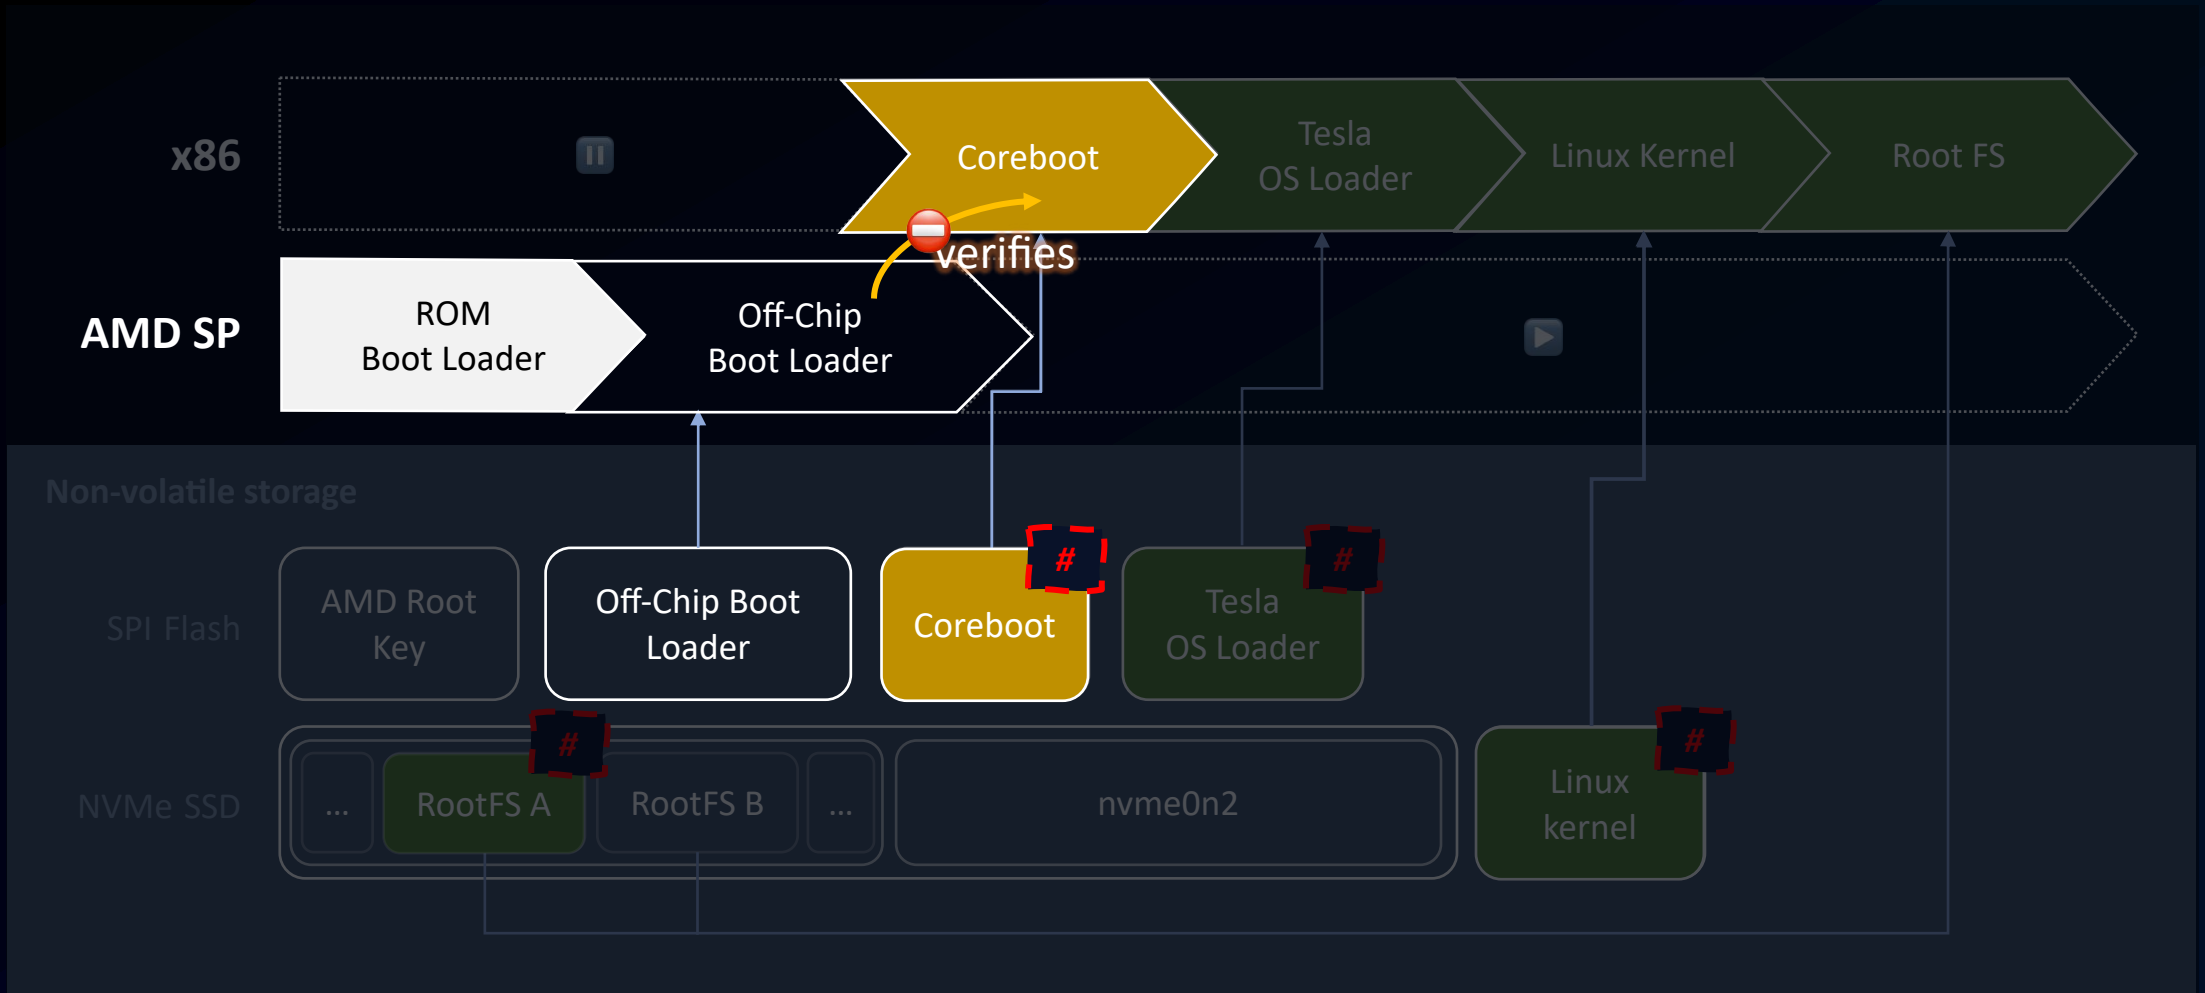 x86
Coreboot
Tesla
OS Loader
Linux Kernel
Root FS
verifies
AMD SP
ROM
Boot Loader
Off-Chip
Boot Loader
Non-volatile storage
SPI Flash
AMD Root
Key
Off-Chip Boot
Loader
Coreboot
#
Tesla
OS Loader
#
NVMe SSD
...
RootFS A
#
RootFS B
...
nvme0n2
Linux
kernel
#